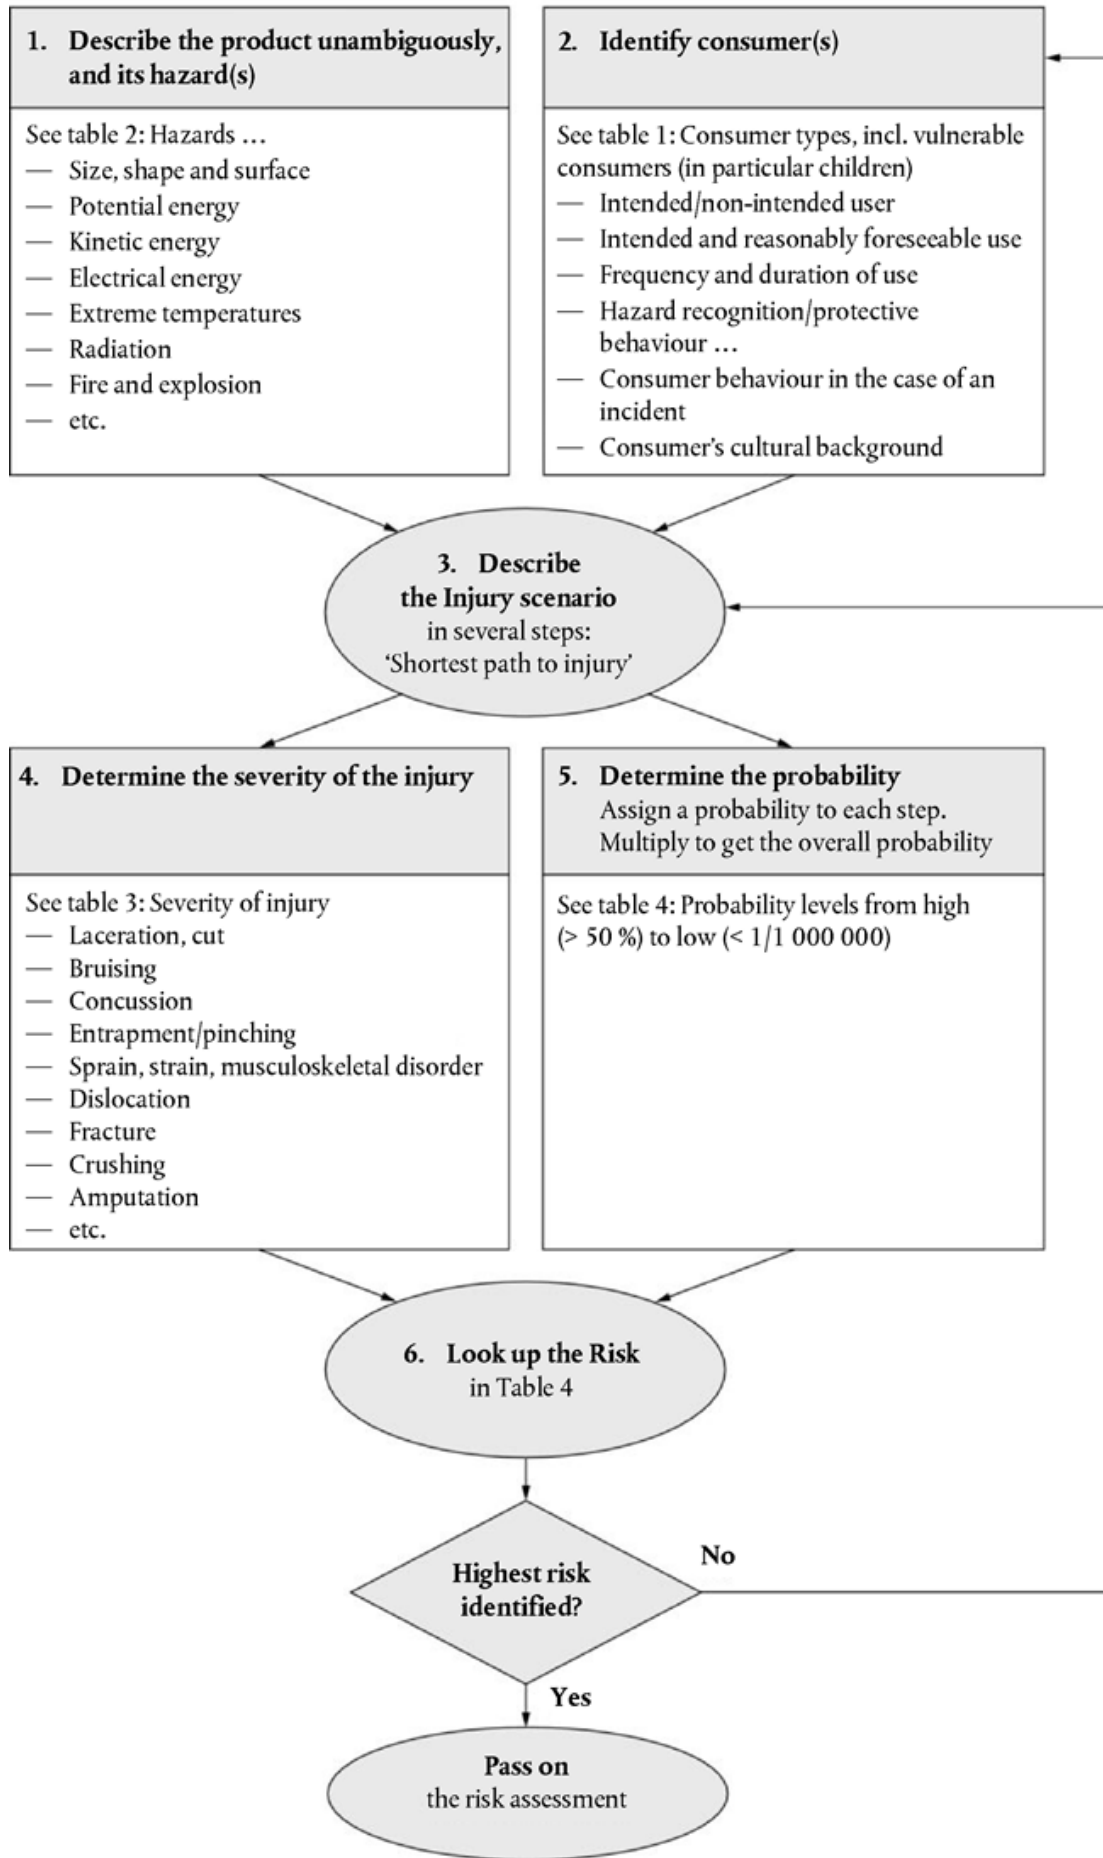 1. Describe the product unambiguously,
and its hazard(s)
See table 2: Hazards …
— Size, shape and surface
— Potential energy
— Kinetic energy
— Electrical energy
— Extreme temperatures
— Radiation
— Fire and explosion
— etc.
2. Identify consumer(s)
See table 1: Consumer types, incl. vulnerable
consumers (in particular children)
— Intended/non-intended user
— Intended and reasonably foreseeable use
— Frequency and duration of use
— Hazard recognition/protective
behaviour …
— Consumer behaviour in the case of an
incident
— Consumer’s cultural background
3. Describe
the Injury scenario
in several steps:
‘Shortest path to injury’
4. Determine the severity of the injury
See table 3: Severity of injury
— Laceration, cut
— Bruising
— Concussion
— Entrapment/pinching
— Sprain, strain, musculoskeletal disorder
— Dislocation
— Fracture
— Crushing
— Amputation
— etc.
5. Determine the probability
Assign a probability to each step.
Multiply to get the overall probability
See table 4: Probability levels from high
(> 50 %) to low (< 1/1 000 000)
6. Look up the Risk
in Table 4
Highest risk
identified?
No
Yes
Pass on
the risk assessment